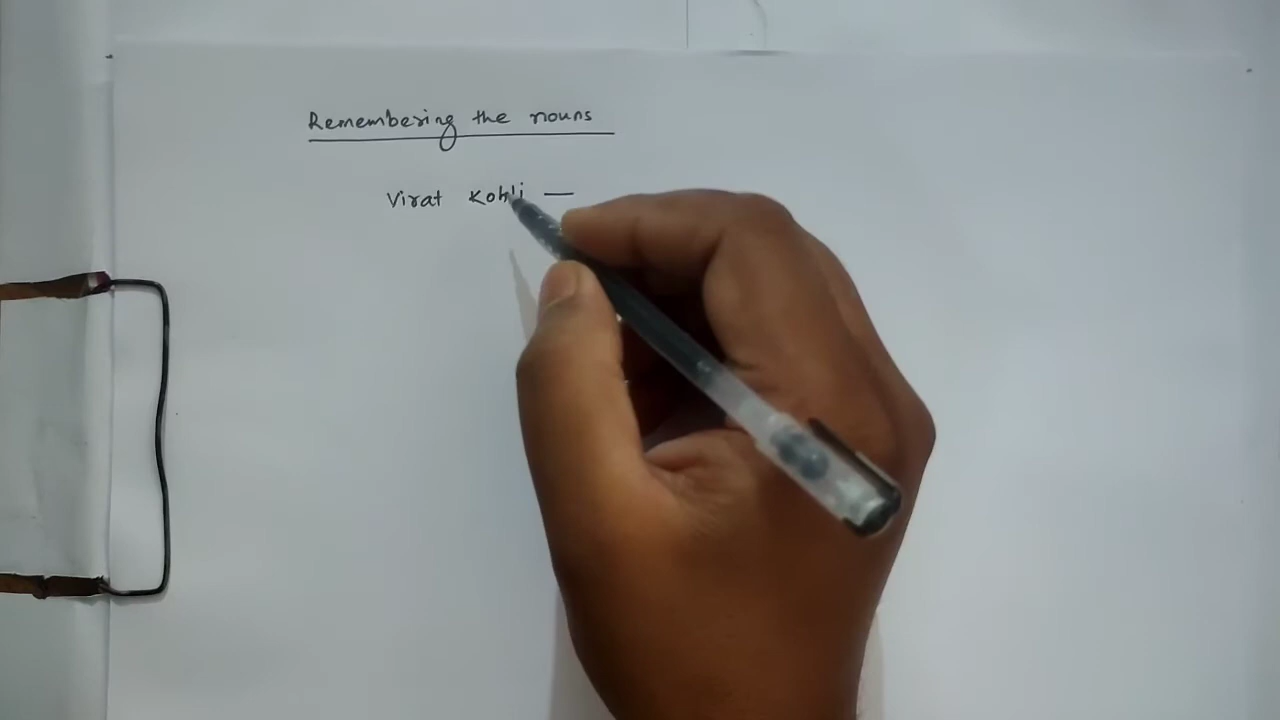 Remembering the nouns
Virat Kohli —